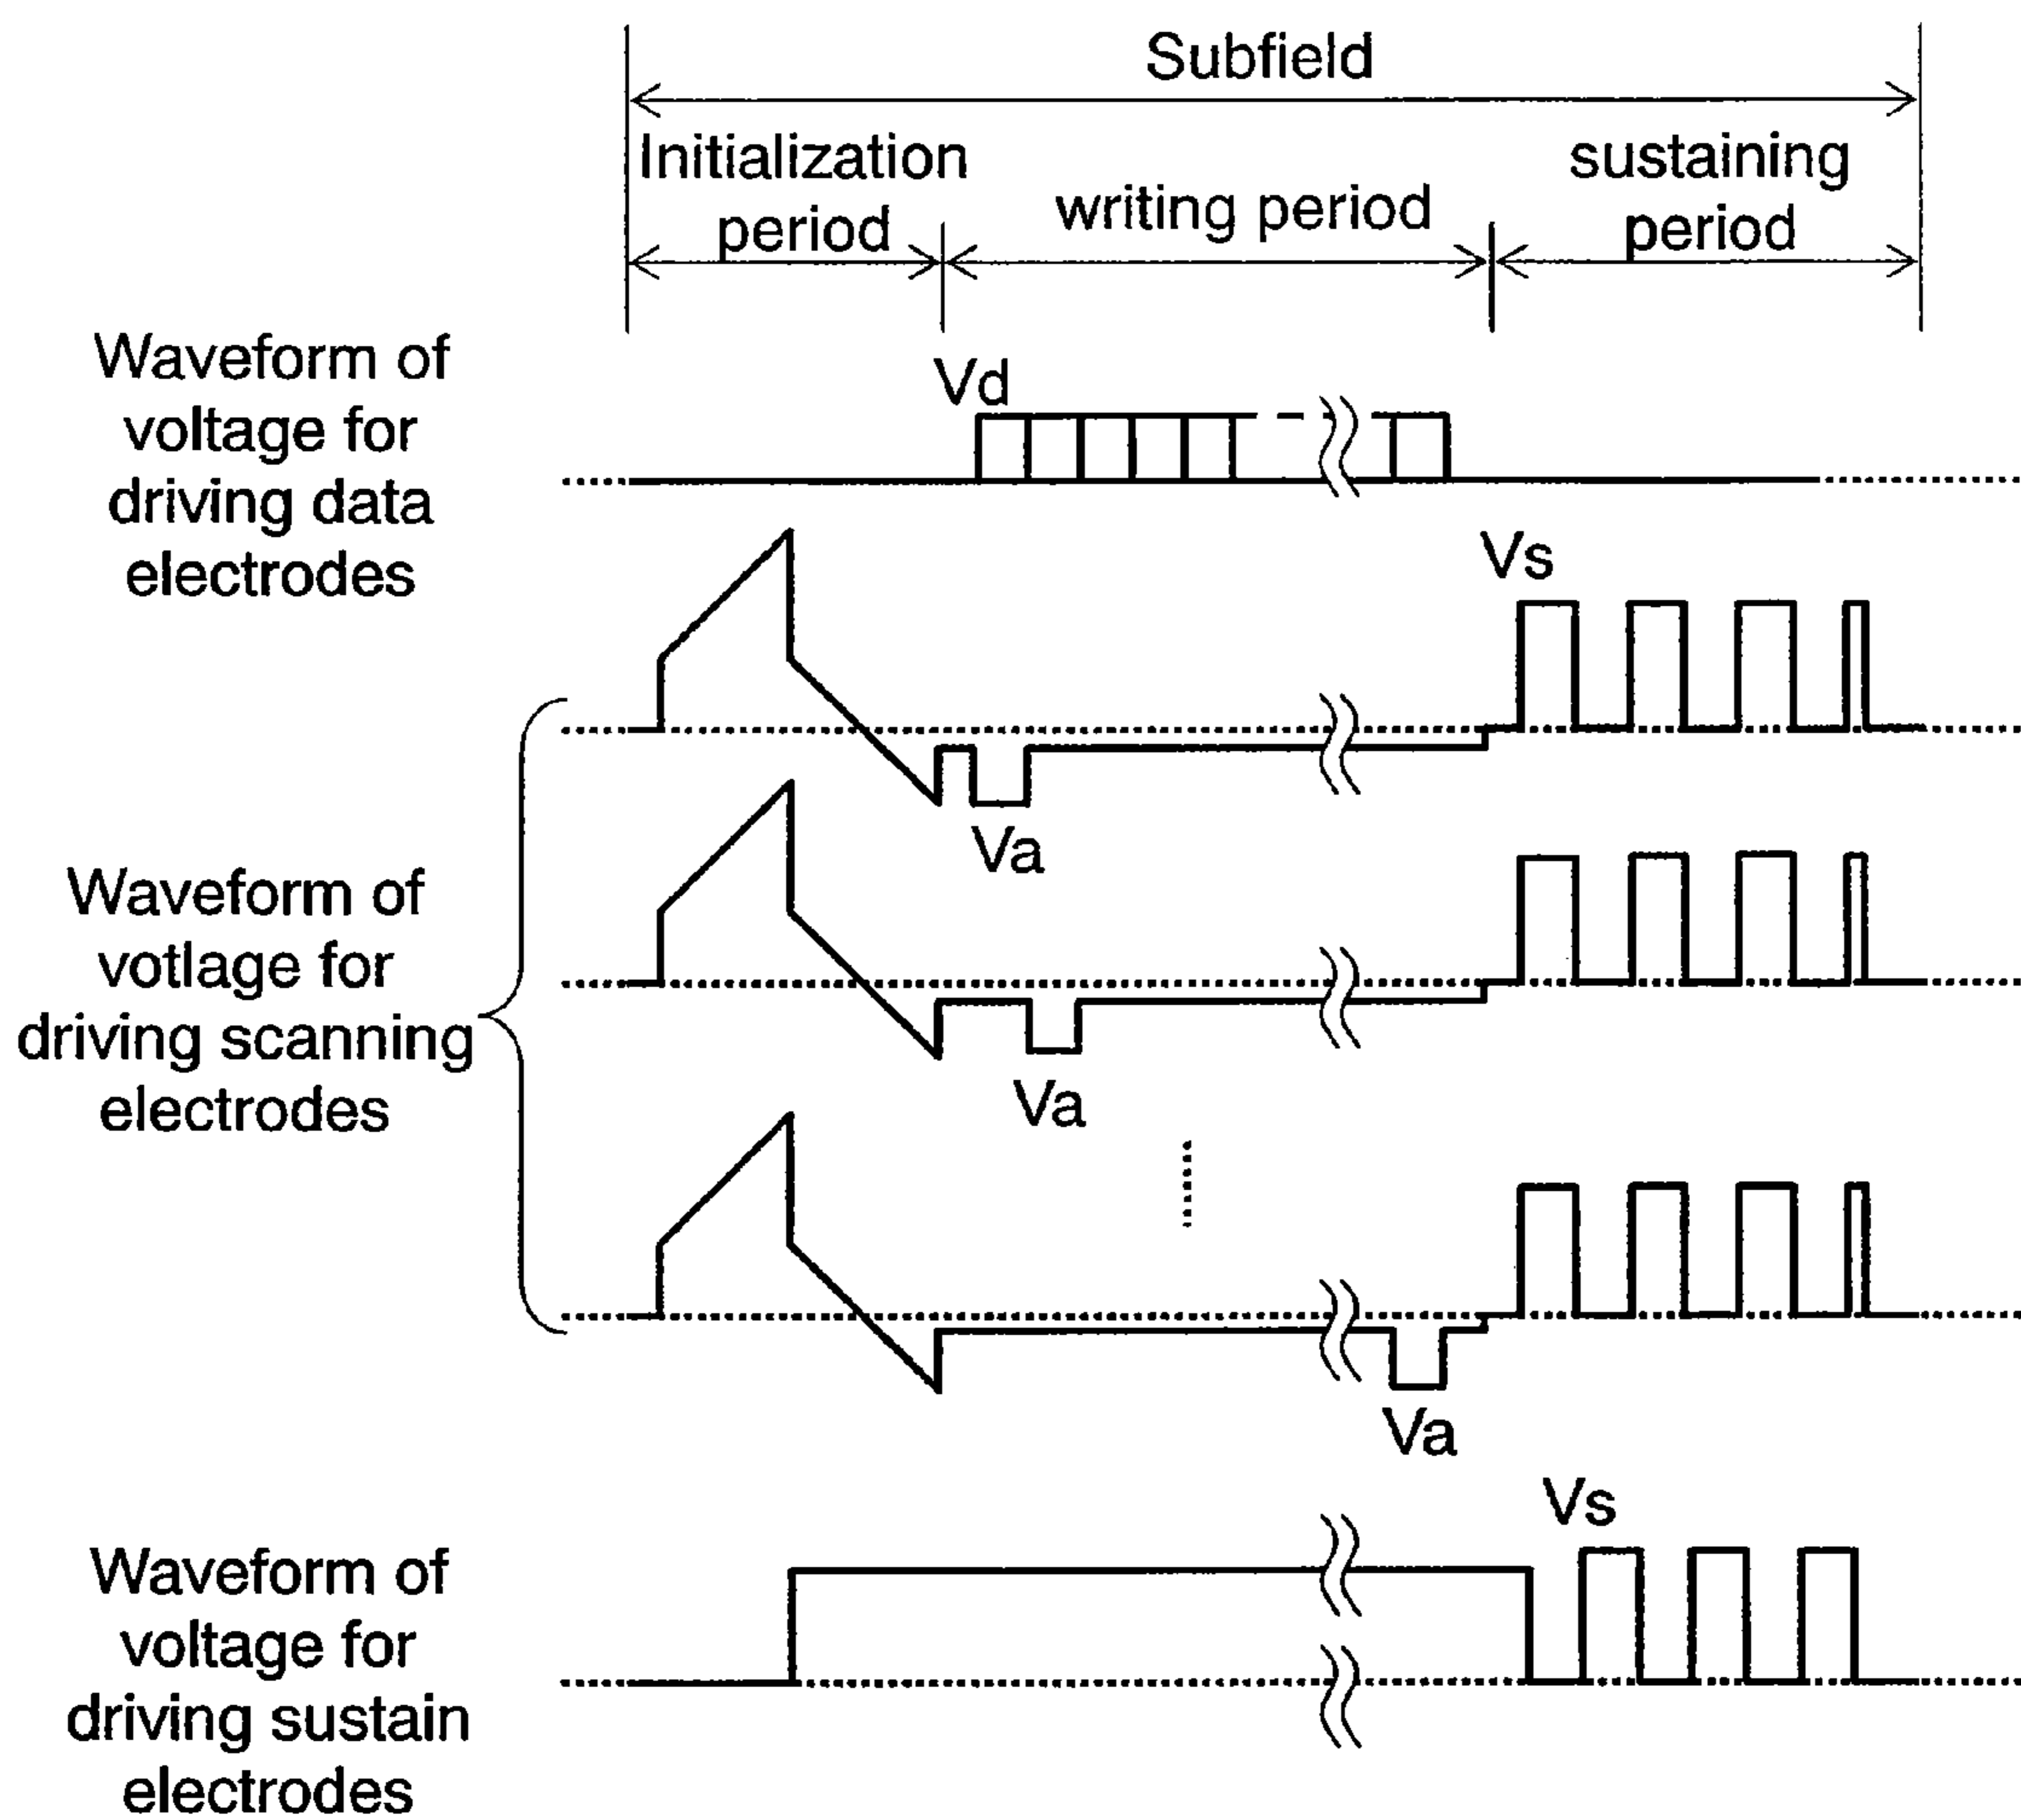 Subfield
Initialization
period
writing period
sustaining
period
Waveform of
voltage for
driving data
electrodes
Vd
Vs
Va
Waveform of
votlage for
driving scanning
electrodes
Va
Va
Vs
Waveform of
voltage for
driving sustain
electrodes